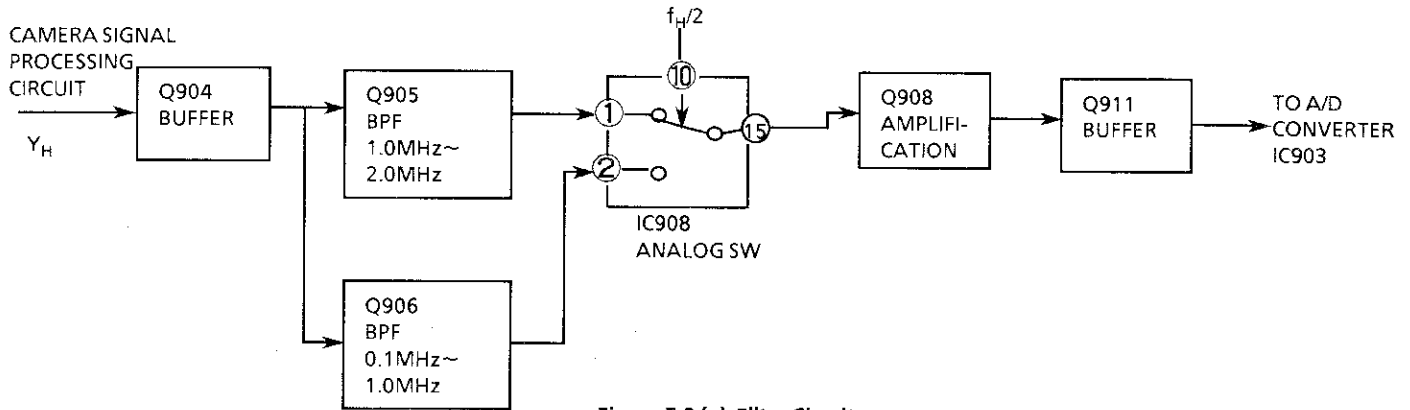 CAMERA SIGNAL
PROCESSING
CIRCUIT
Y_H
Q904
BUFFER
Q905
BPF
1.0MHz~
2.0MHz
Q906
BPF
0.1MHz~
1.0MHz
f_H/2
10
1
2
15
IC908
ANALOG SW
Q908
AMPLIFI-
CATION
Q911
BUFFER
TO A/D
CONVERTER
IC903